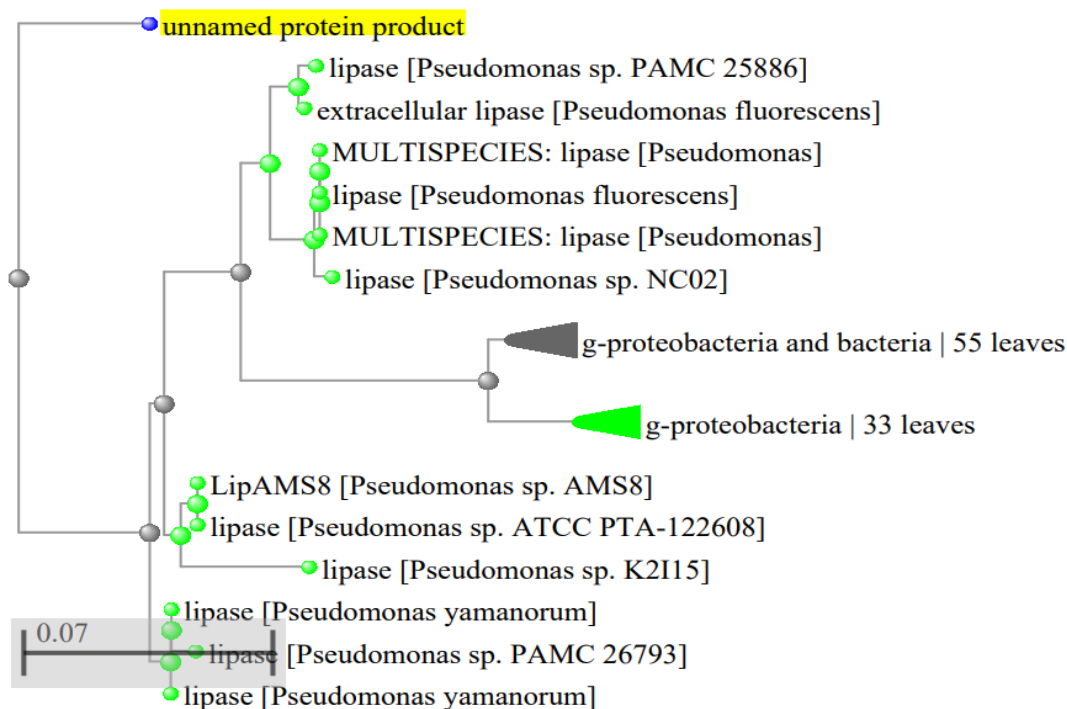 unnamed protein product
lipase [Pseudomonas sp. PAMC 25886]
extracellular lipase [Pseudomonas fluorescens]
MULTISPECIES: lipase [Pseudomonas]
lipase [Pseudomonas fluorescens]
MULTISPECIES: lipase [Pseudomonas]
lipase [Pseudomonas sp. NC02]
g-proteobacteria and bacteria | 55 leaves
g-proteobacteria | 33 leaves
LipAMS8 [Pseudomonas sp. AMS8]
lipase [Pseudomonas sp. ATCC PTA-122608]
lipase [Pseudomonas sp. K2I15]
lipase [Pseudomonas yamanorum]
0.07
lipase [Pseudomonas sp. PAMC 26793]
lipase [Pseudomonas yamanorum]